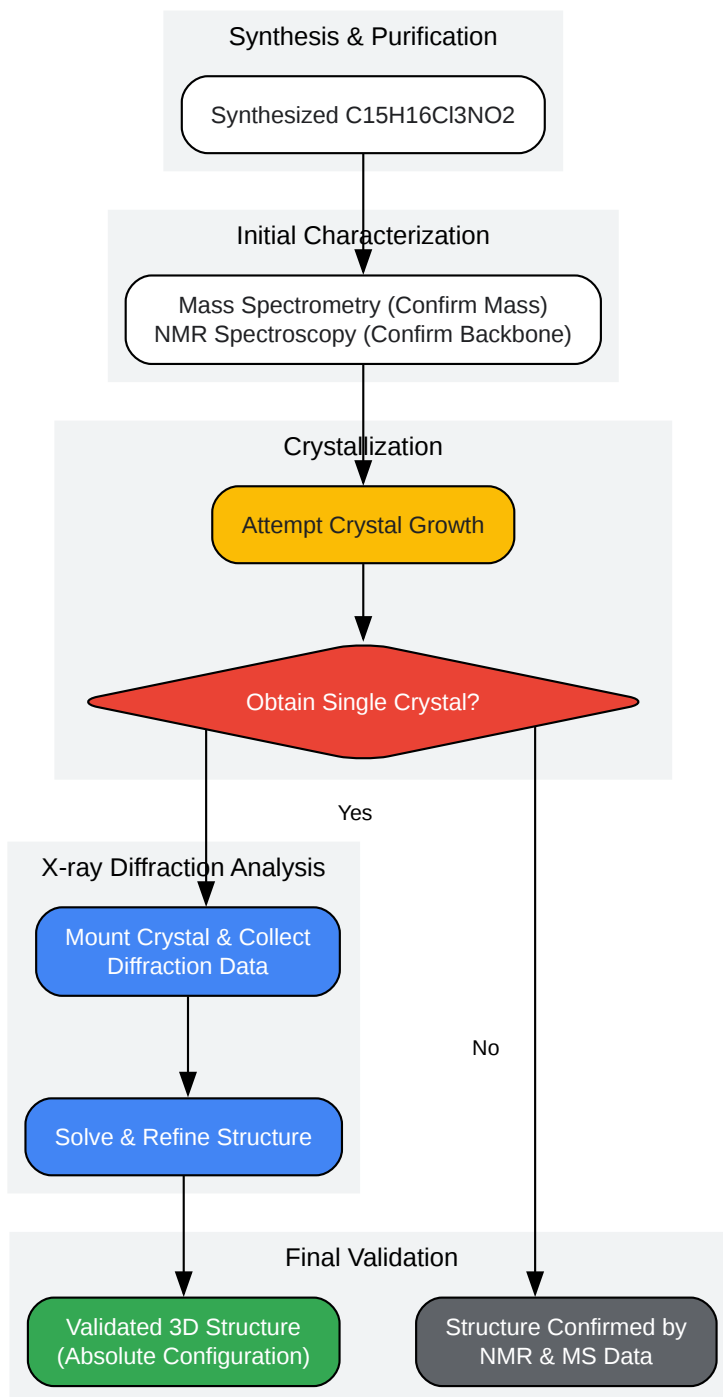 Synthesis & Purification
Synthesized C15H16Cl3NO2
Initial Characterization
Mass Spectrometry (Confirm Mass)
NMR Spectroscopy (Confirm Backbone)
Crystallization
Attempt Crystal Growth
Obtain Single Crystal?
Yes
X-ray Diffraction Analysis
Mount Crystal & Collect
Diffraction Data
No
Solve & Refine Structure
Final Validation
Validated 3D Structure
(Absolute Configuration)
Structure Confirmed by
NMR & MS Data